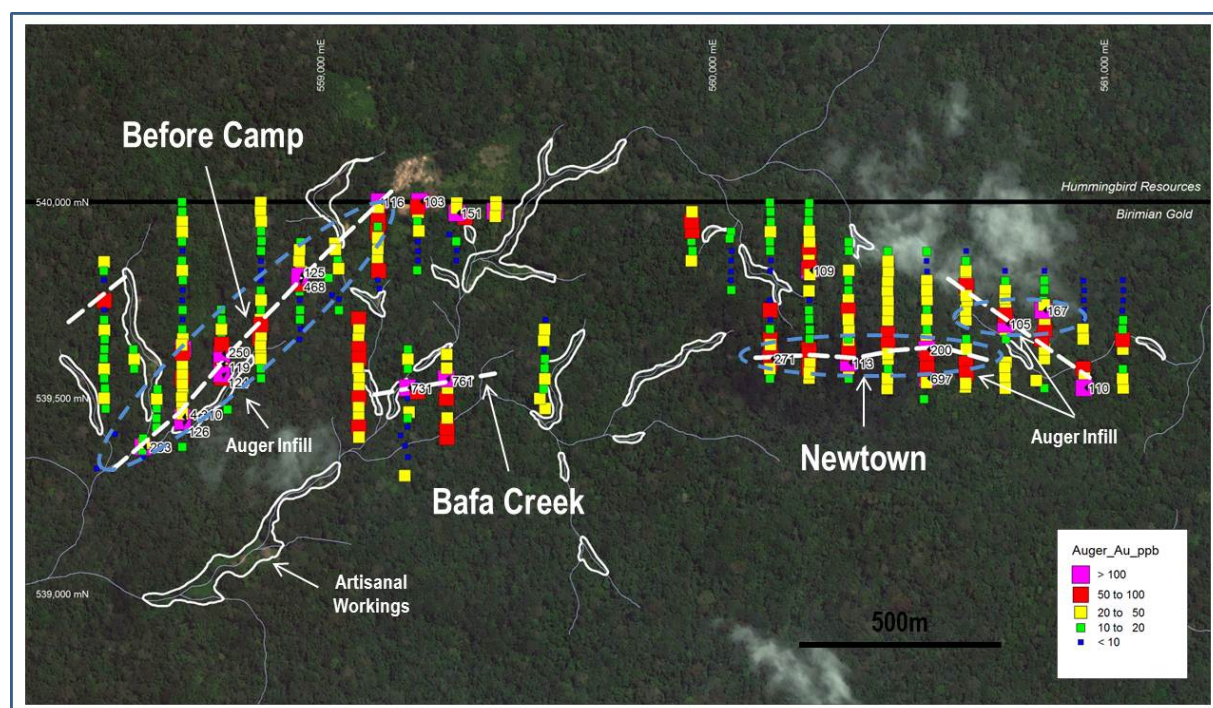 559,000 mE
560,000 mE
561,000 mE
Before Camp
540,000 mN
Hummingbird Resources
Birimian Gold
116
103
151
125
468
109
167
105
250
119
124
271
113
200
697
110
731
761
126
539,500 mN
Auger Infill
Auger Infill
Newtown
Bafa Creek
Artisanal
Workings
539,000 mN
500m
Auger_Au_ppb
> 100
50 to 100
20 to 50
10 to 20
< 10